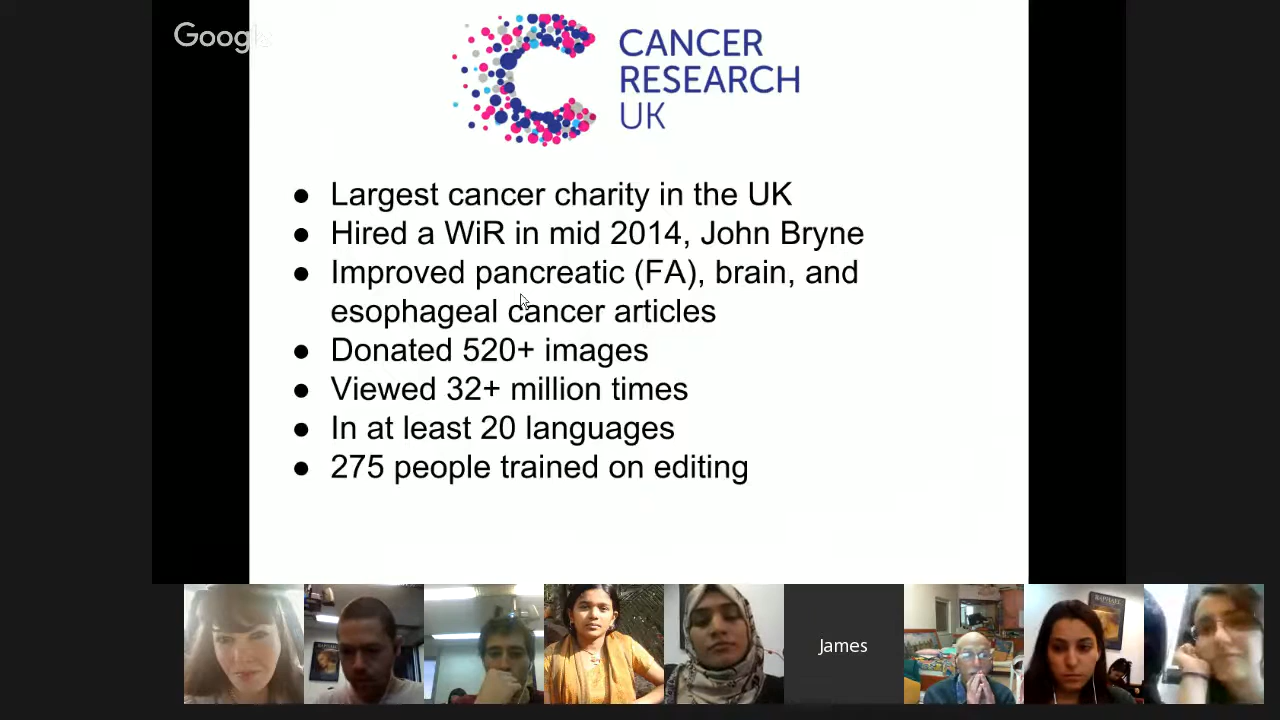 Google
CANCER
RESEARCH
UK
● Largest cancer charity in the UK
● Hired a WiR in mid 2014, John Bryne
● Improved pancreatic (FA), brain, and
esophageal cancer articles
● Donated 520+ images
● Viewed 32+ million times
● In at least 20 languages
● 275 people trained on editing
James